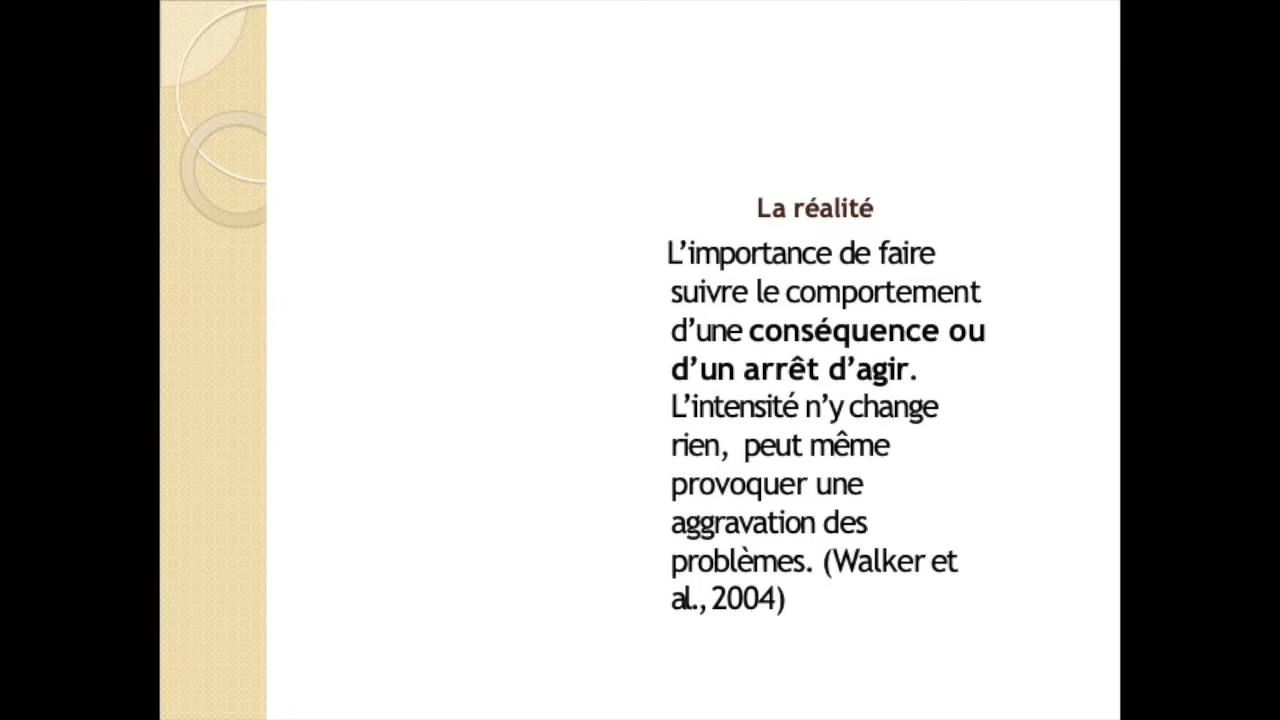 La réalité
L’importance de faire
suivre le comportement
d’une conséquence ou
d’un arrêt d’agir.
L’intensité n’y change
rien,  peut même
provoquer une
aggravation des
problèmes. (Walker et
al., 2004)